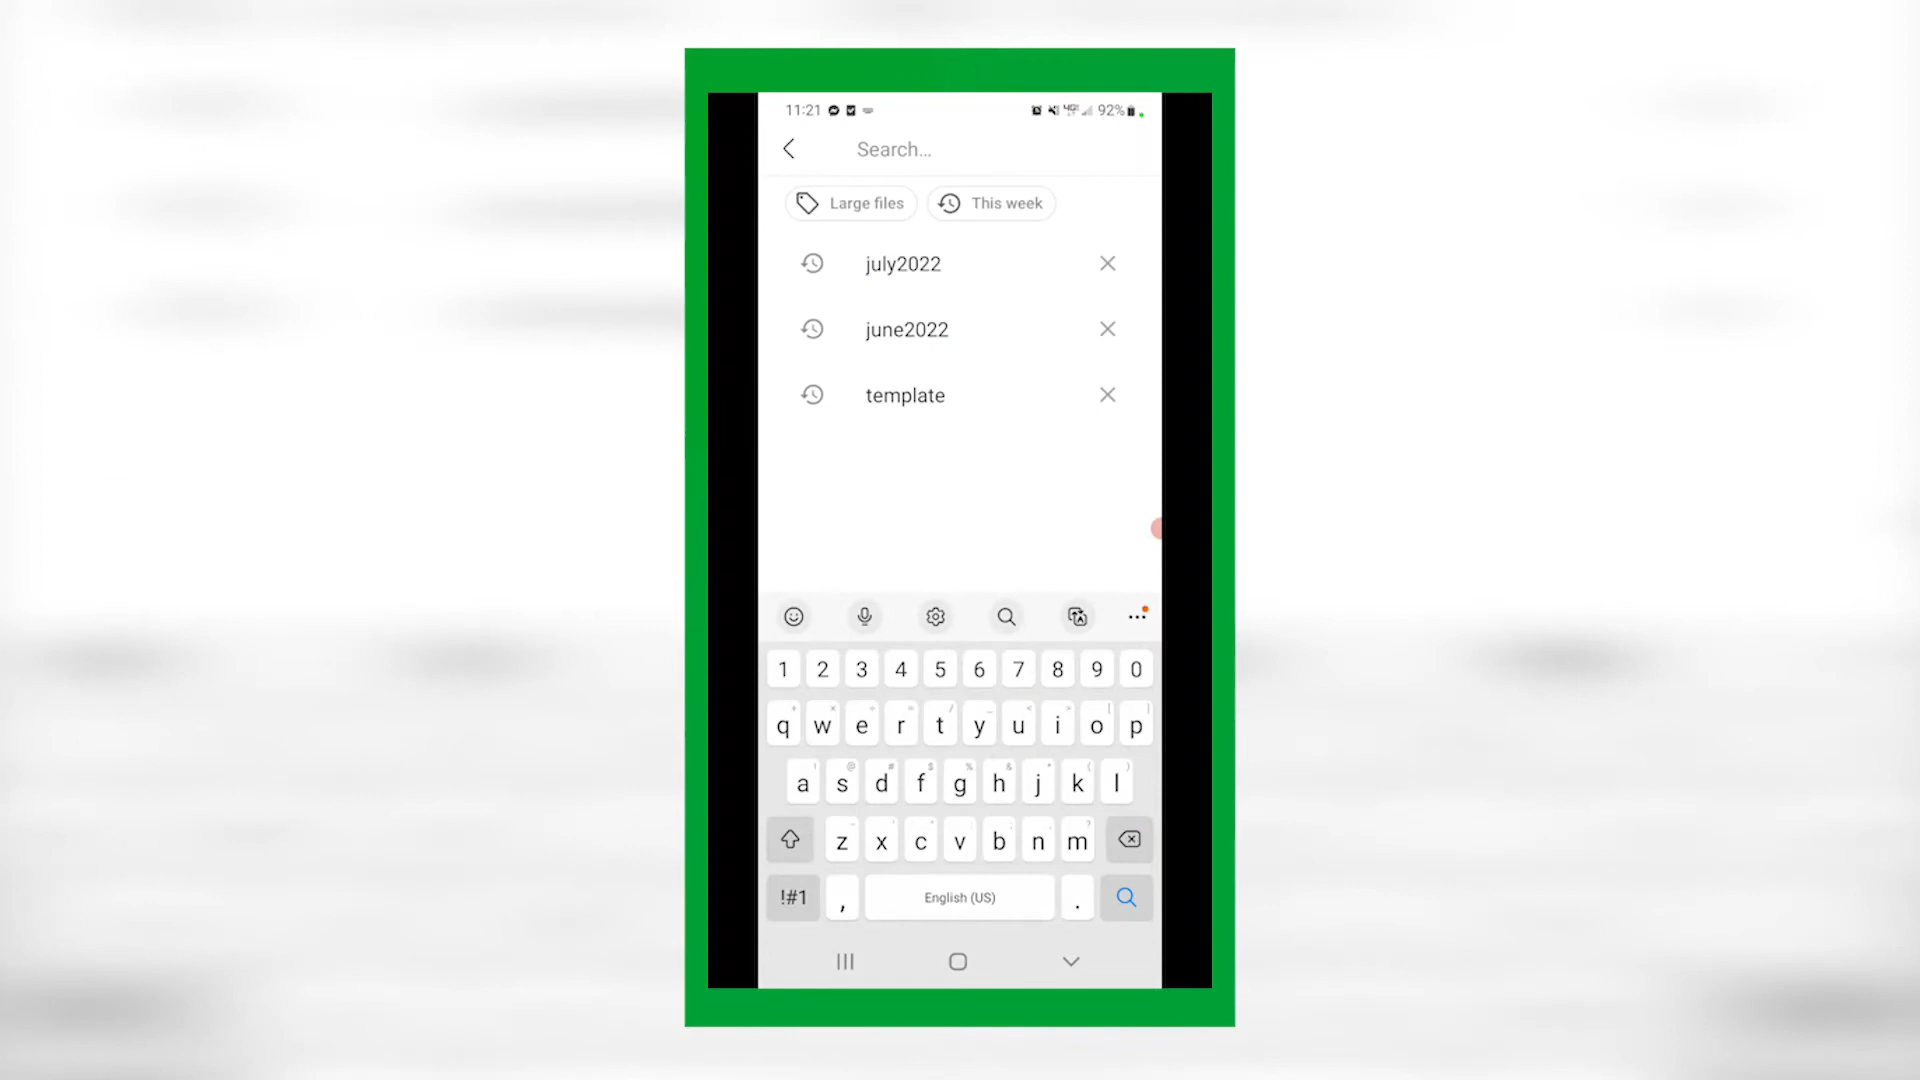 11:21 92%
Search...
Large files This week
july2022
june2022
template
1 2 3 4 5 6 7 8 9 0
q w e r t y u i o p
a s d f g h j k l
z x c v b n m
!#1 , English (US) .